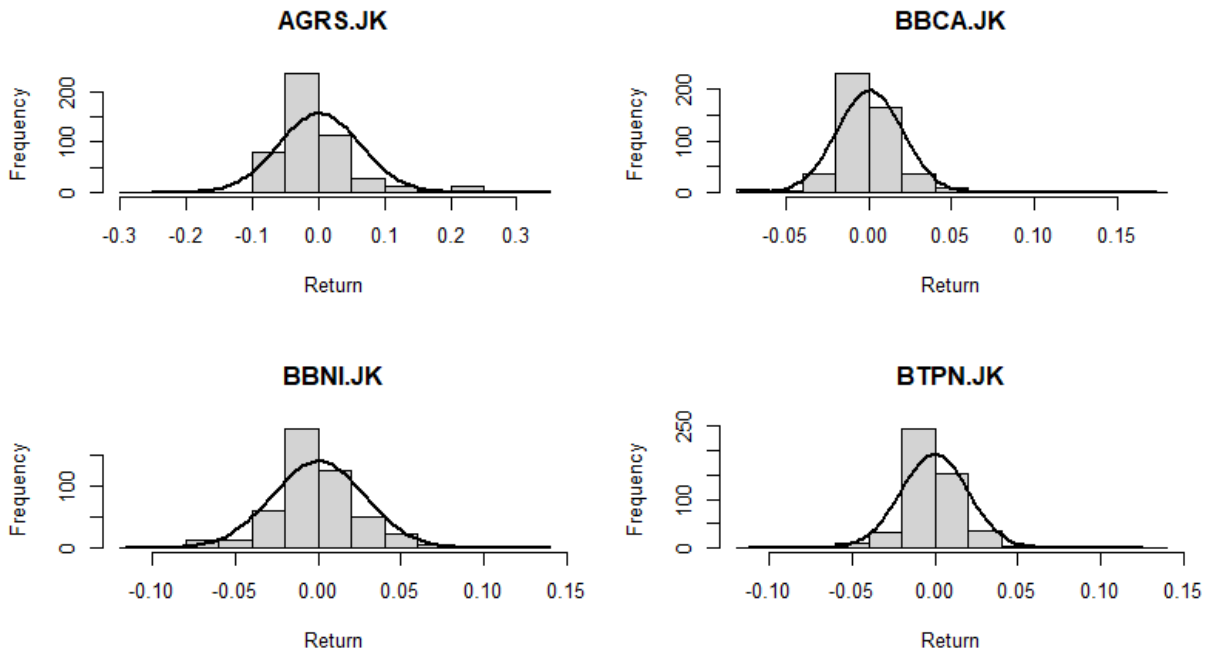 AGRS.JK
Frequency
0 100 200
-0.3 -0.2 -0.1 0.0 0.1 0.2 0.3
Return
BBCA.JK
Frequency
0 100 200
-0.05 0.00 0.05 0.10 0.15
Return
BBNI.JK
Frequency
0 100
-0.10 -0.05 0.00 0.05 0.10 0.15
Return
BTPN.JK
Frequency
0 100 250
-0.10 -0.05 0.00 0.05 0.10 0.15
Return